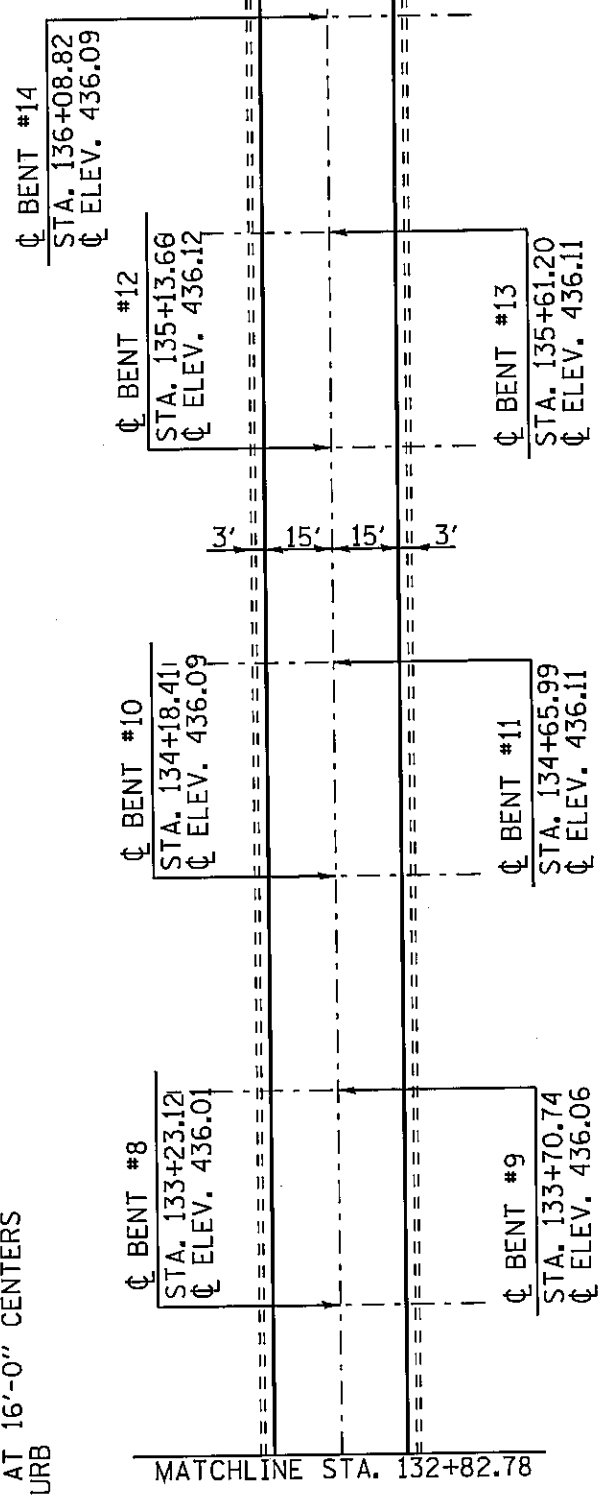 AT 16'-0" CENTERS
URB
℄ BENT #14
STA. 136+08.82
℄ ELEV. 436.09
℄ BENT #12
STA. 135+13.66
℄ ELEV. 436.12
℄ BENT #13
STA. 135+61.20
℄ ELEV. 436.11
3' 15' 15' 3'
℄ BENT #10
STA. 134+18.41
℄ ELEV. 436.09
℄ BENT #11
STA. 134+65.99
℄ ELEV. 436.11
℄ BENT #8
STA. 133+23.12
℄ ELEV. 436.01
℄ BENT #9
STA. 133+70.74
℄ ELEV. 436.06
MATCHLINE STA. 132+82.78